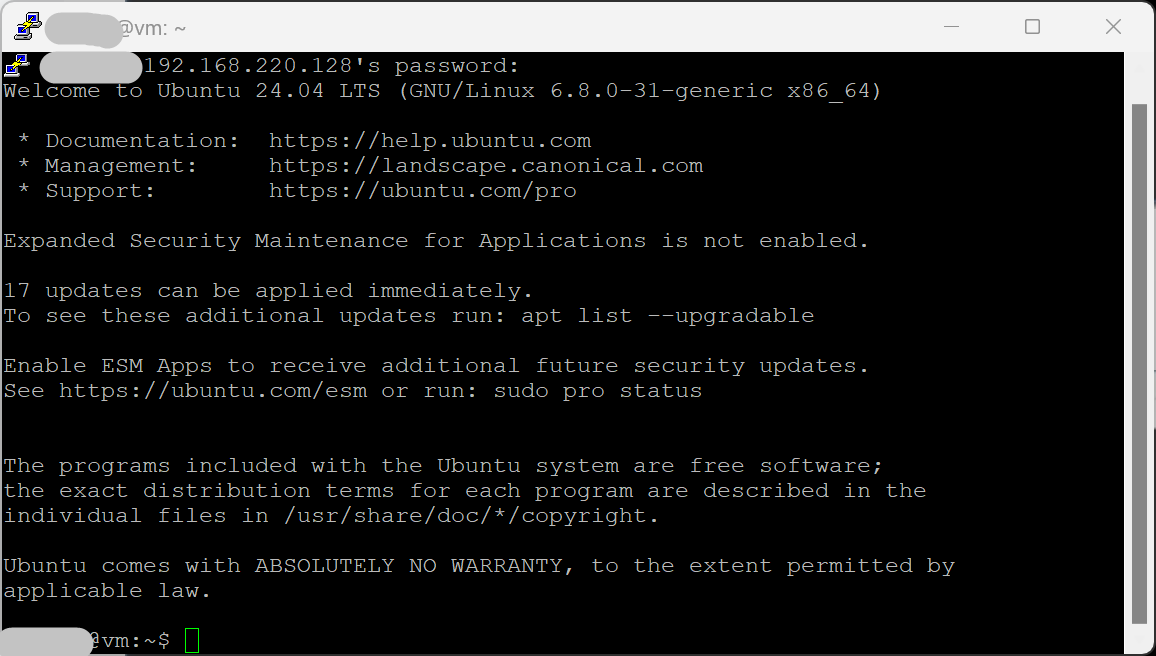 @vm: ~
192.168.220.128's password:
Welcome to Ubuntu 24.04 LTS (GNU/Linux 6.8.0-31-generic x86_64)
* Documentation:  https://help.ubuntu.com
* Management:     https://landscape.canonical.com
* Support:        https://ubuntu.com/pro
Expanded Security Maintenance for Applications is not enabled.
17 updates can be applied immediately.
To see these additional updates run: apt list --upgradable
Enable ESM Apps to receive additional future security updates.
See https://ubuntu.com/esm or run: sudo pro status
The programs included with the Ubuntu system are free software;
the exact distribution terms for each program are described in the
individual files in /usr/share/doc/*/copyright.
Ubuntu comes with ABSOLUTELY NO WARRANTY, to the extent permitted by
applicable law.
@vm:~$